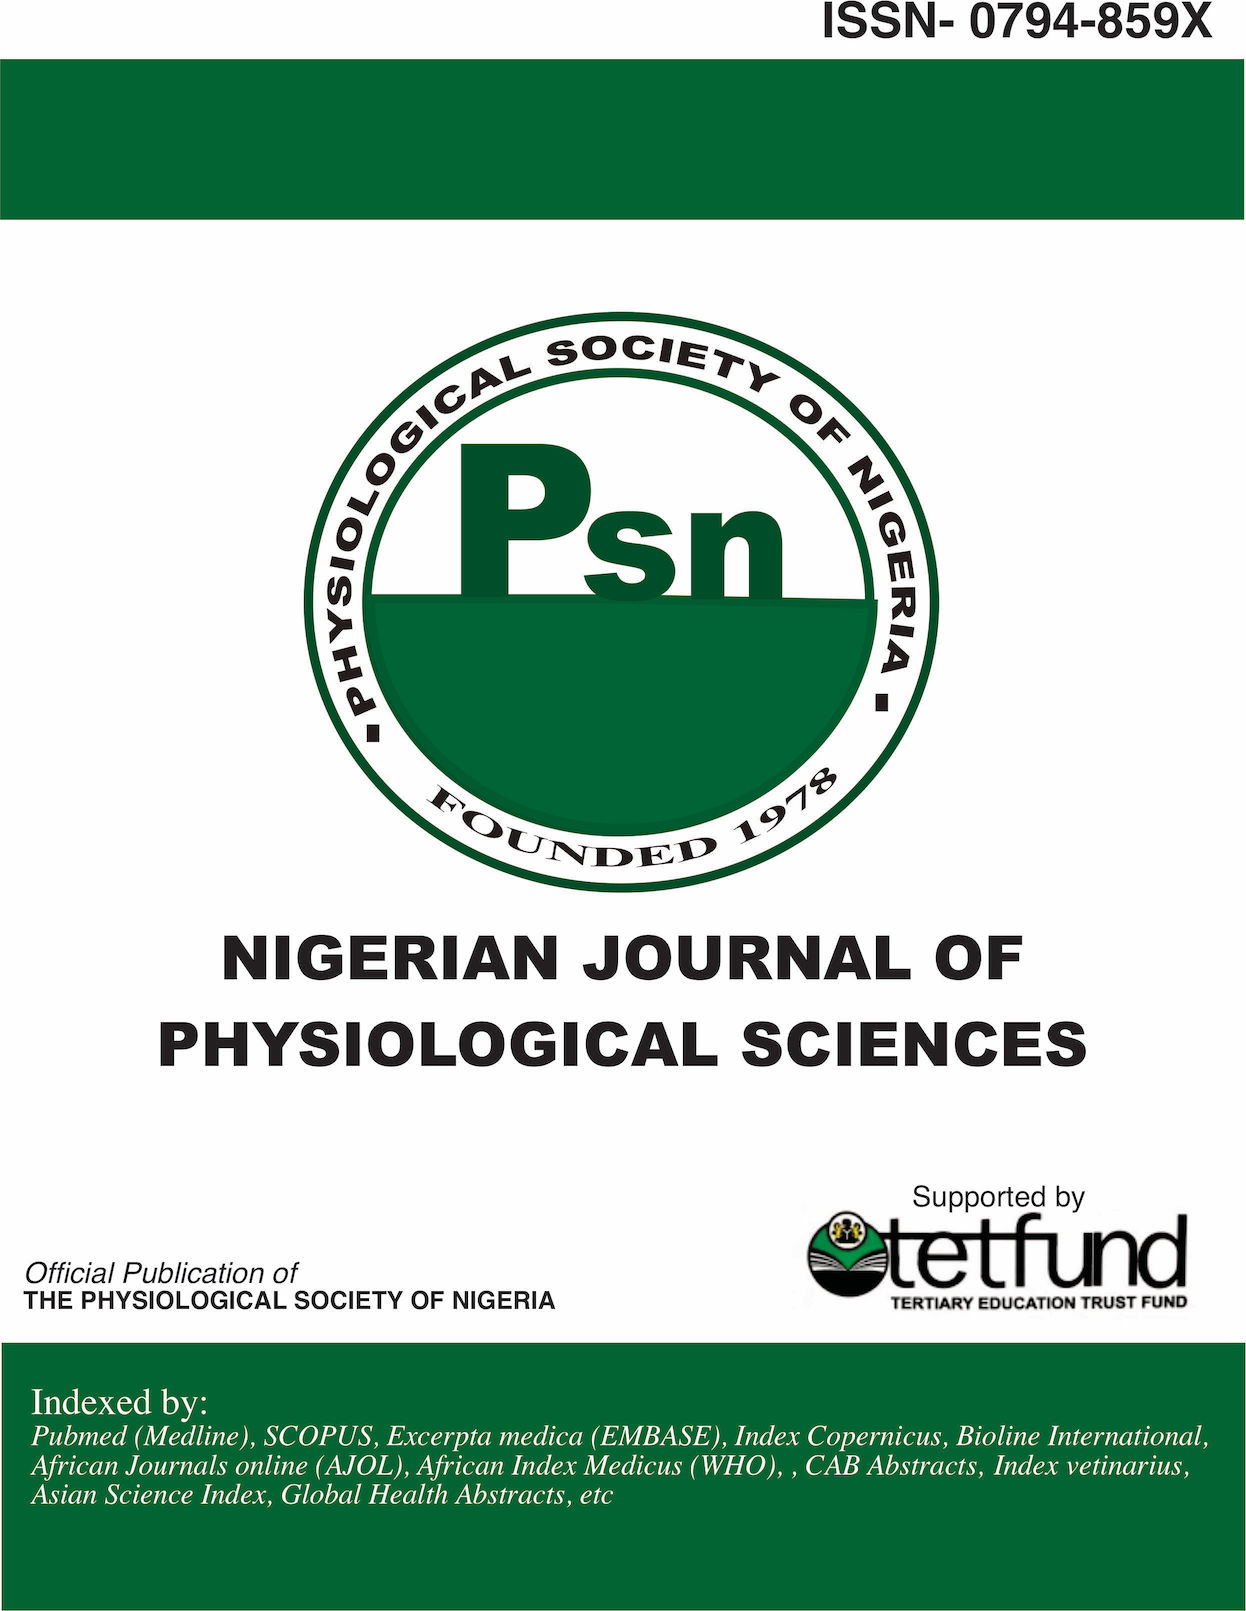 ISSN- 0794-859X
- PHYSIOLOGICAL SOCIETY OF NIGERIA -
Psn
FOUNDED 1978
NIGERIAN JOURNAL OF
PHYSIOLOGICAL SCIENCES
Supported by
tetfund
TERTIARY EDUCATION TRUST FUND
Official Publication of
THE PHYSIOLOGICAL SOCIETY OF NIGERIA
Indexed by:
Pubmed (Medline), SCOPUS, Excerpta medica (EMBASE), Index Copernicus, Bioline International,
African Journals online (AJOL), African Index Medicus (WHO), , CAB Abstracts, Index vetinarius,
Asian Science Index, Global Health Abstracts, etc